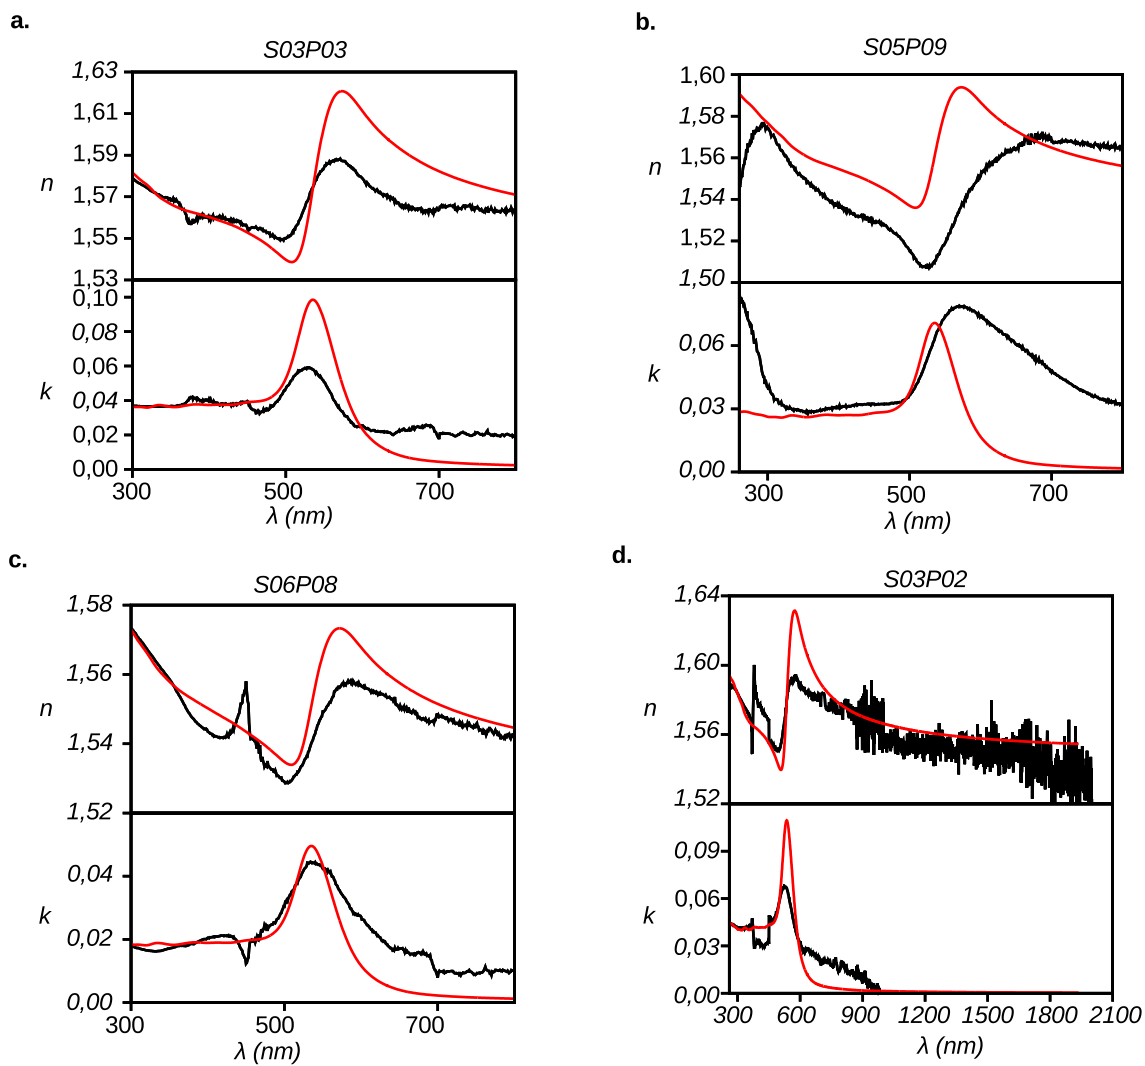 a.
S03P03
1,63
1,61
1,59
n
1,57
1,55
1,53
0,10
0,08
0,06
k
0,04
0,02
0,00
300 500 700
λ (nm)
b.
S05P09
1,60
1,58
1,56
n
1,54
1,52
1,50
0,06
k
0,03
0,00
300 500 700
λ (nm)
c.
S06P08
1,58
1,56
n
1,54
1,52
0,04
k
0,02
0,00
300 500 700
λ (nm)
d.
S03P02
1,64
1,60
n
1,56
1,52
0,09
0,06
k
0,03
0,00
300 600 900 1200 1500 1800 2100
λ (nm)